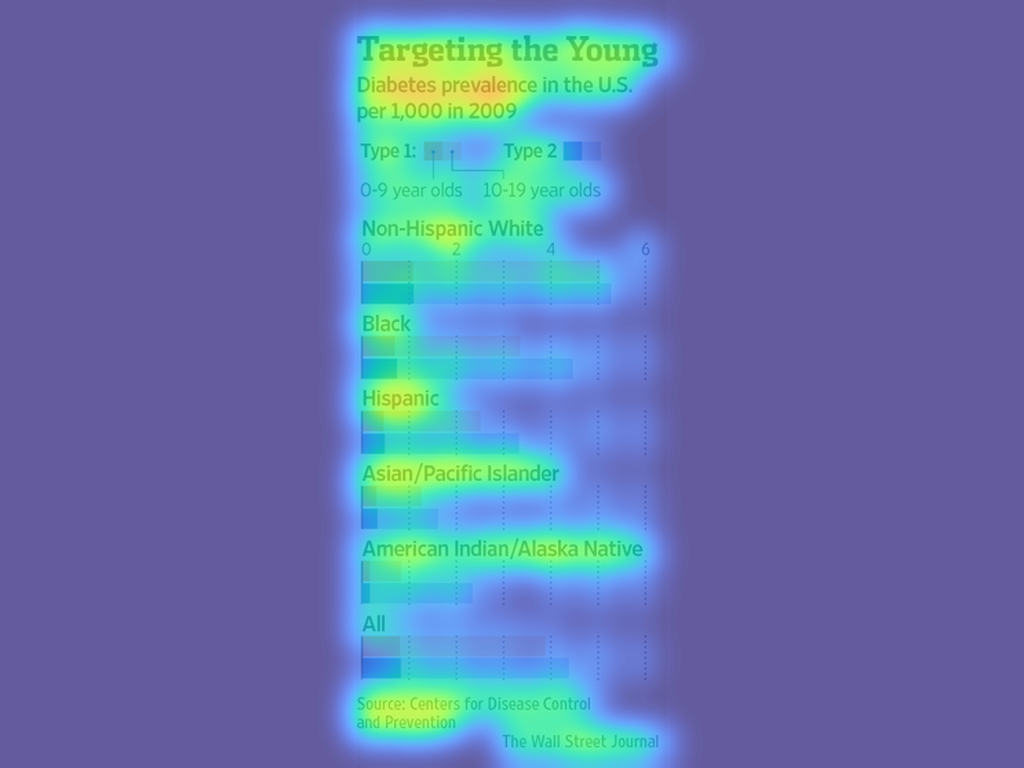 Targeting the Young
Diabetes prevalence in the U.S.
per 1,000 in 2009
Type 1: Type 2
0-9 year olds 10-19 year olds
Non-Hispanic White
0 2 4 6
Black
Hispanic
Asian/Pacific Islander
American Indian/Alaska Native
All
Source: Centers for Disease Control
and Prevention
The Wall Street Journal